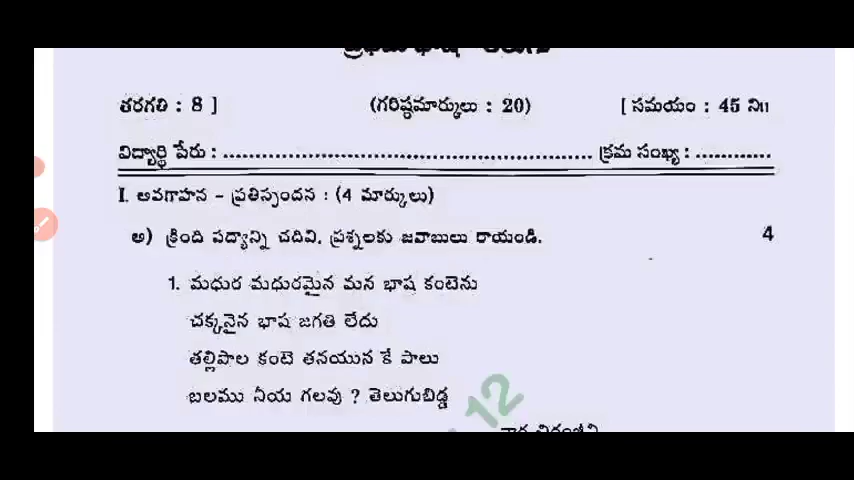 తరగతి : 8 ] (గరిష్ఠమార్కులు : 20) [ సమయం : 45 ని॥
విద్యార్థి పేరు : .......................................................... క్రమ సంఖ్య : ............
I. అవగాహన – ప్రతిస్పందన : (4 మార్కులు)
అ) క్రింది పద్యాన్ని చదివి, ప్రశ్నలకు జవాబులు రాయండి. 4
1. మధుర మధురమైన మన భాష కంటెను
చక్కనైన భాష జగతి లేదు
తల్లిపాల కంటె తనయున కే పాలు
బలము నీయ గలవు ? తెలుగుబిడ్డ
12